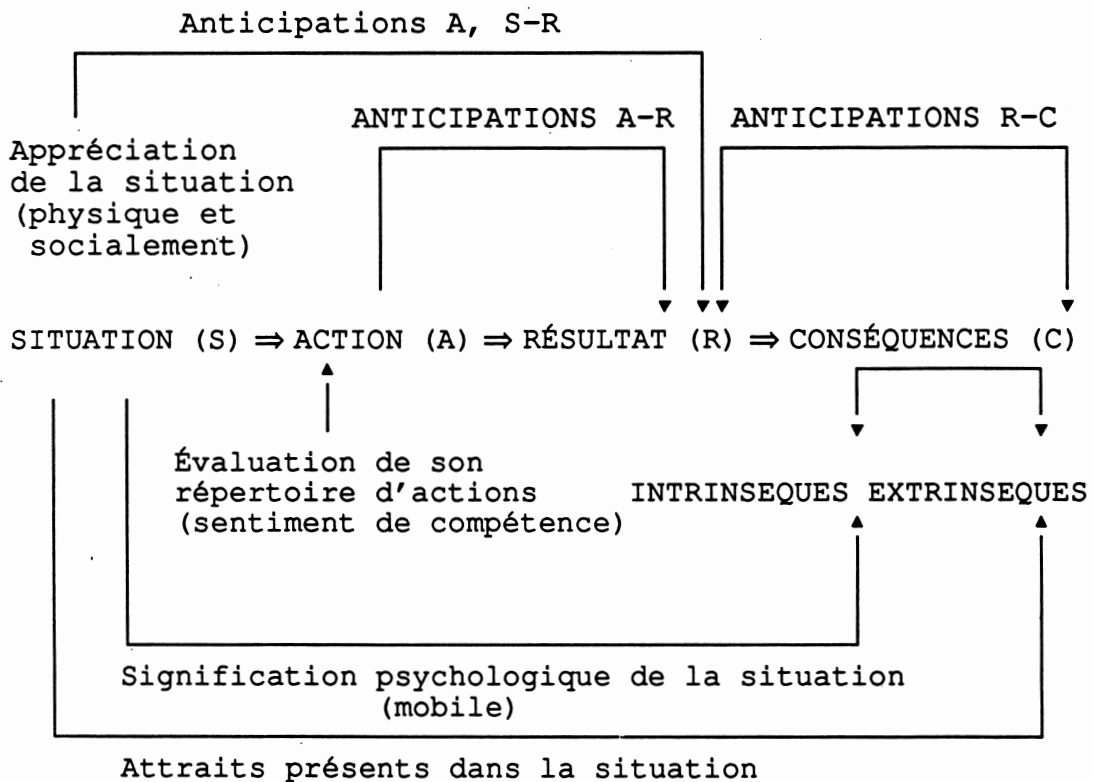 Anticipations A, S-R
ANTICIPATIONS A-R ANTICIPATIONS R-C
Appréciation
de la situation
(physique et
socialement)
SITUATION (S) ⇒ ACTION (A) ⇒ RÉSULTAT (R) ⇒ CONSÉQUENCES (C)
Évaluation de son
répertoire d'actions
(sentiment de compétence)
INTRINSEQUES EXTRINSEQUES
Signification psychologique de la situation
(mobile)
Attraits présents dans la situation